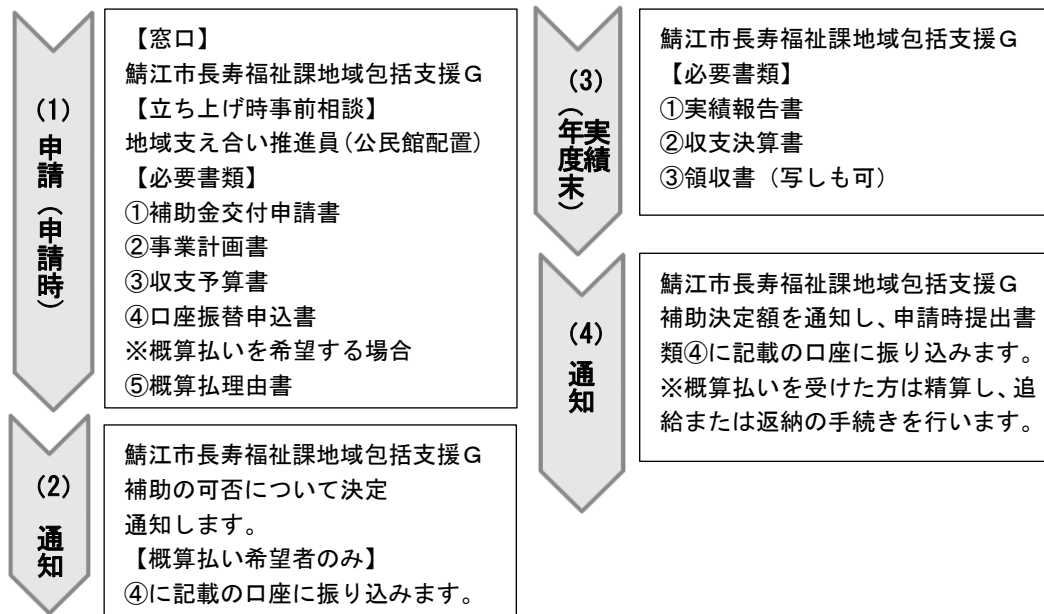 (1)
申請（申請時）
【窓口】
鯖江市長寿福祉課地域包括支援Ｇ
【立ち上げ時事前相談】
地域支え合い推進員（公民館配置）
【必要書類】
①補助金交付申請書
②事業計画書
③収支予算書
④口座振替申込書
※概算払いを希望する場合
⑤概算払理由書
(2)
通知
鯖江市長寿福祉課地域包括支援Ｇ
補助の可否について決定
通知します。
【概算払い希望者のみ】
④に記載の口座に振り込みます。
(3)
実績
（年度末）
鯖江市長寿福祉課地域包括支援Ｇ
【必要書類】
①実績報告書
②収支決算書
③領収書（写しも可）
(4)
通知
鯖江市長寿福祉課地域包括支援Ｇ
補助決定額を通知し、申請時提出書
類④に記載の口座に振り込みます。
※概算払いを受けた方は精算し、追
給または返納の手続きを行います。